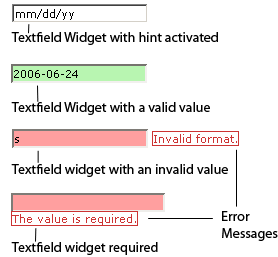 mm/dd/yy
Textfield Widget with hint activated
2006-06-24
Textfield Widget with a valid value
s Invalid format.
Textfield widget with an invalid value
The value is required.
Error
Messages
Textfield widget required